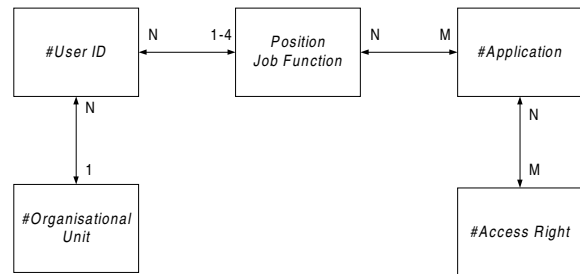 #User ID
N
1-4
Position
Job Function
N
M
#Application
N
1
N
M
#Organisational
Unit
#Access Right